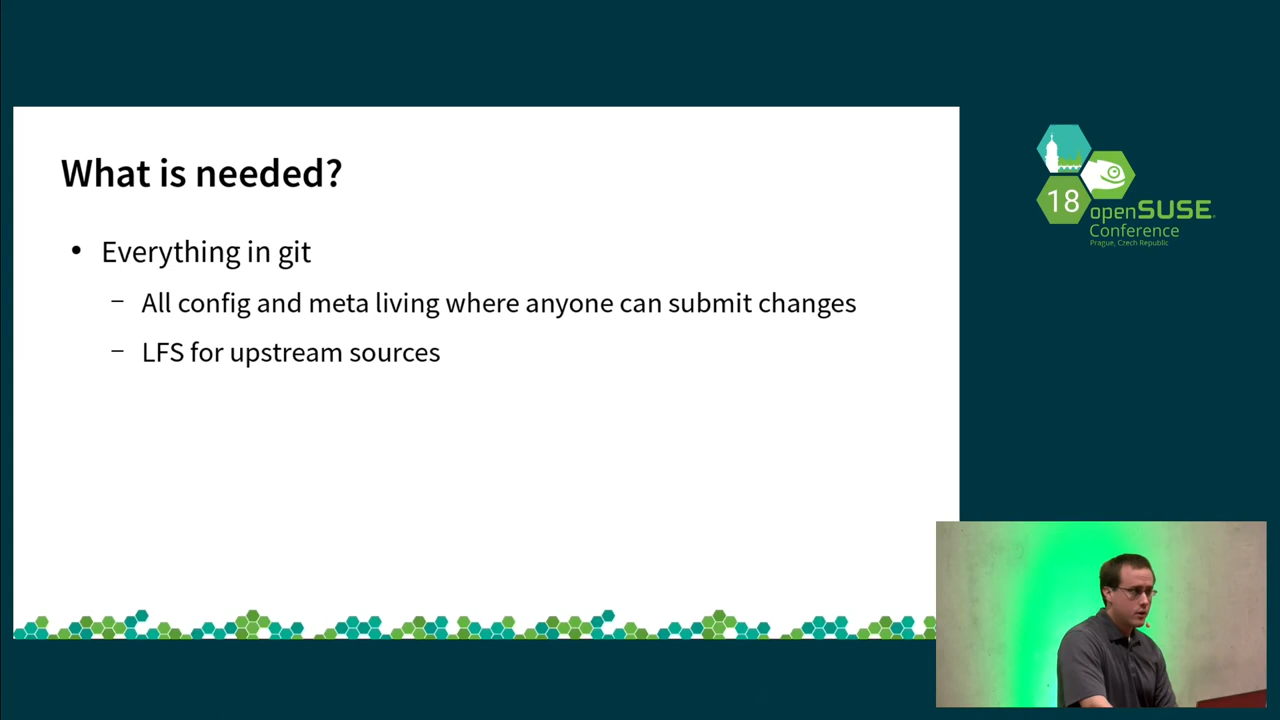 What is needed?
• Everything in git
– All config and meta living where anyone can submit changes
– LFS for upstream sources
18
openSUSE
Conference
Prague, Czech Republic